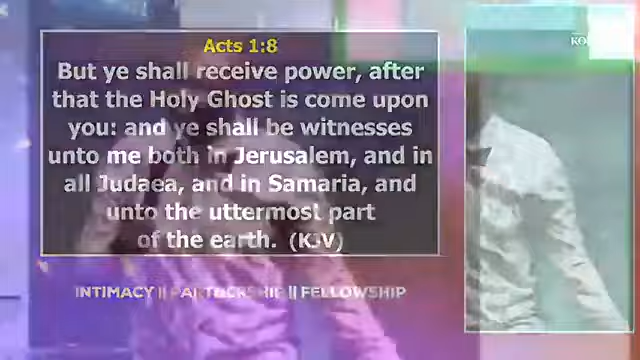 Acts 1:8
But ye shall receive power, after
that the Holy Ghost is come upon
you: and ye shall be witnesses
unto me both in Jerusalem, and in
all Judaea, and in Samaria, and
unto the uttermost part
of the earth. (KJV)
INTIMACY || PARTNERSHIP || FELLOWSHIP